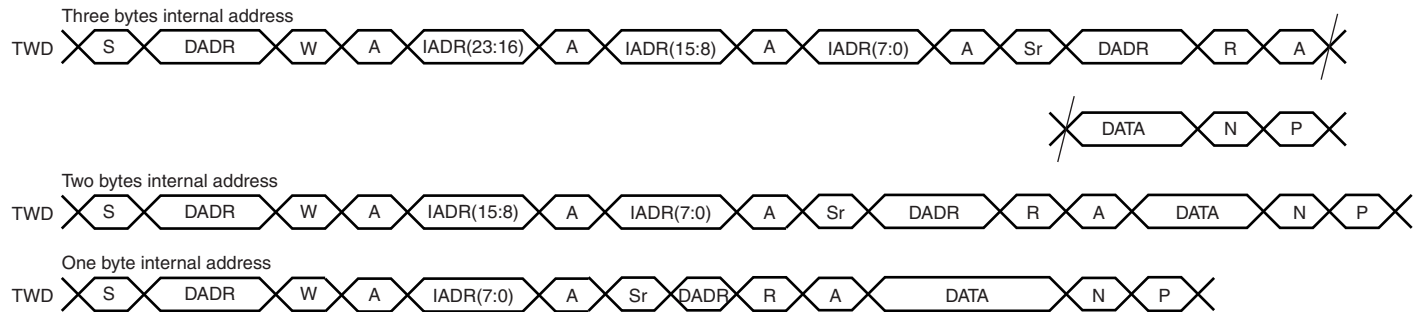 Three bytes internal address
TWD S DADR W A IADR(23:16) A IADR(15:8) A IADR(7:0) A Sr DADR R A
DATA N P
Two bytes internal address
TWD S DADR W A IADR(15:8) A IADR(7:0) A Sr DADR R A DATA N P
One byte internal address
TWD S DADR W A IADR(7:0) A Sr DADR R A DATA N P